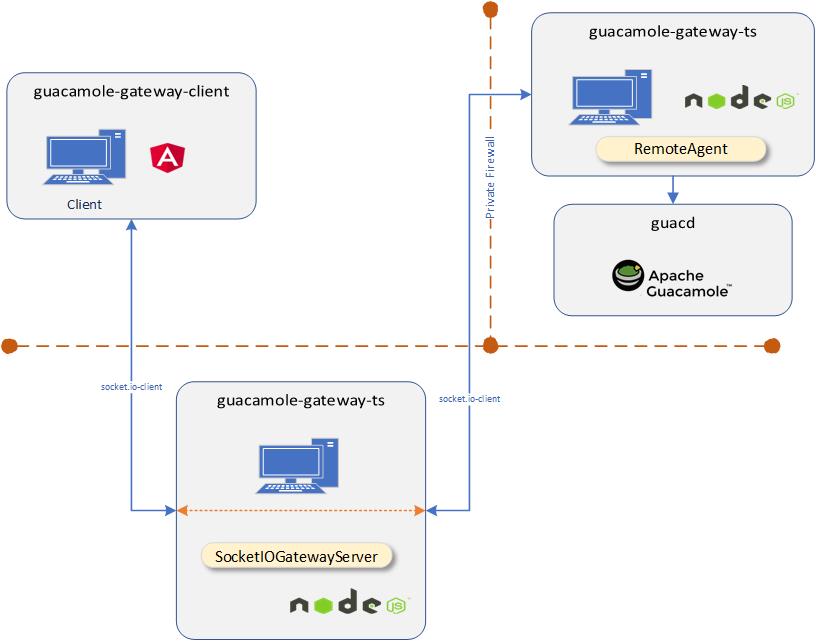 guacamole-gateway-client
Client
guacamole-gateway-ts
node
JS
RemoteAgent
Private Firewall
guacd
Apache
Guacamole™
socket.io-client
socket.io-client
guacamole-gateway-ts
SocketIOGatewayServer
node
JS